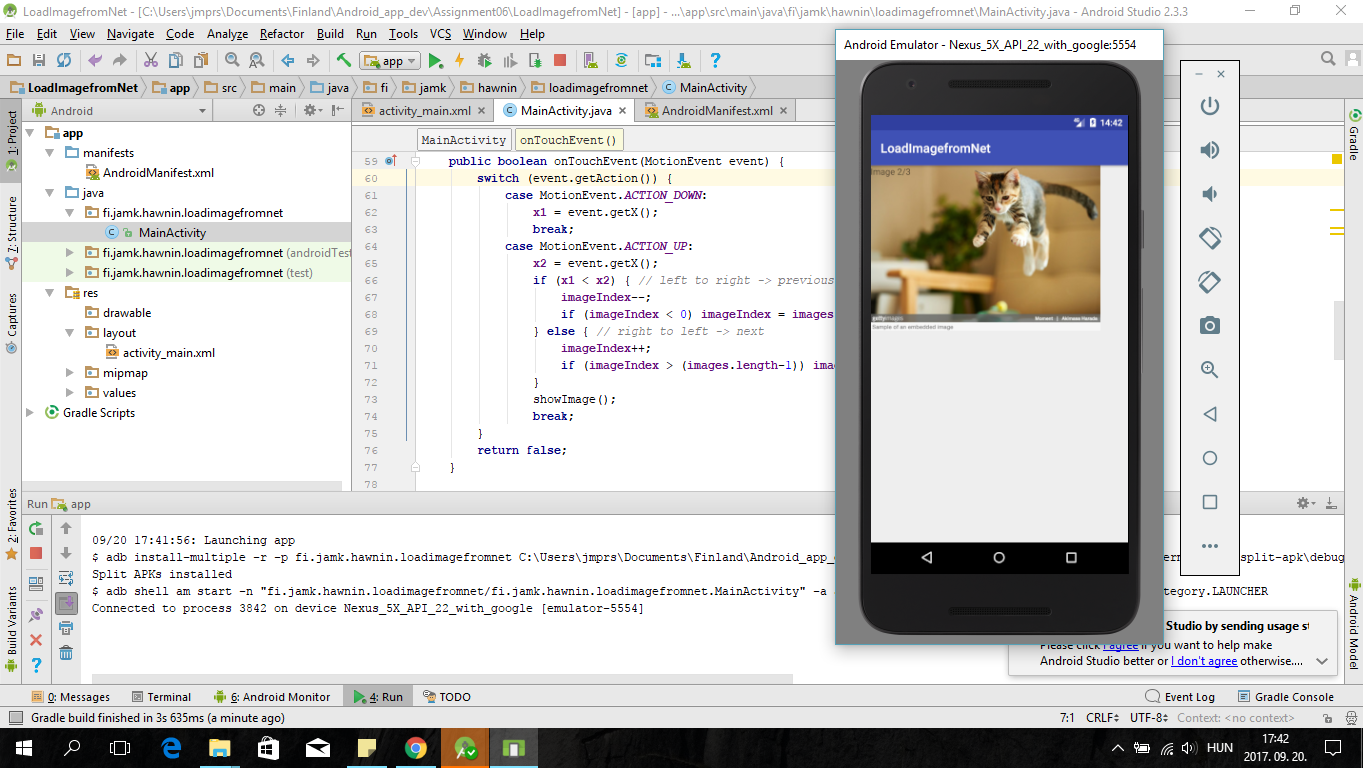 LoadImagefromNet - [C:\Users\jmprs\Documents\Finland\Android_app_dev\Assignment06\LoadImagefromNet] - [app] - ...\app\src\main\java\fi\jamk\hawnin\loadimagefromnet\MainActivity.java - Android Studio 2.3.3
File Edit View Navigate Code Analyze Refactor Build Run Tools VCS Window Help
app
LoadImagefromNet app src main java fi jamk hawnin loadimagefromnet MainActivity
Android
activity_main.xml MainActivity.java AndroidManifest.xml
MainActivity onTouchEvent()
1: Project
7: Structure
Captures
2: Favorites
Build Variants
app
manifests
AndroidManifest.xml
java
fi.jamk.hawnin.loadimagefromnet
MainActivity
fi.jamk.hawnin.loadimagefromnet (androidTest
fi.jamk.hawnin.loadimagefromnet (test)
res
drawable
layout
activity_main.xml
mipmap
values
Gradle Scripts
59 public boolean onTouchEvent(MotionEvent event) {
60 switch (event.getAction()) {
61 case MotionEvent.ACTION_DOWN:
62 x1 = event.getX();
63 break;
64 case MotionEvent.ACTION_UP:
65 x2 = event.getX();
66 if (x1 < x2) { // left to right -> previous
67 imageIndex--;
68 if (imageIndex < 0) imageIndex = images
69 } else { // right to left -> next
70 imageIndex++;
71 if (imageIndex > (images.length-1)) ima
72 }
73 showImage();
74 break;
75 }
76 return false;
77 }
78
Android Emulator - Nexus_5X_API_22_with_google:5554
14:42
LoadImagefromNet
Image 2/3
gettyimages
Moment | Akimasa Harada
Sample of an embedded image
Gradle
Android Model
Run app
09/20 17:41:56: Launching app
$ adb install-multiple -r -p fi.jamk.hawnin.loadimagefromnet C:\Users\jmprs\Documents\Finland\Android_app_ erm split-apk\debug
Split APKs installed
$ adb shell am start -n "fi.jamk.hawnin.loadimagefromnet/fi.jamk.hawnin.loadimagefromnet.MainActivity" -a tegory.LAUNCHER
Connected to process 3842 on device Nexus_5X_API_22_with_google [emulator-5554]
Studio by sending usage st
Please click I agree if you want to help make
Android Studio better or I don't agree otherwise....
0: Messages Terminal 6: Android Monitor 4: Run TODO Event Log Gradle Console
Gradle build finished in 3s 635ms (a minute ago) 7:1 CRLF UTF-8 Context: <no context>
HUN
17:42
2017. 09. 20.